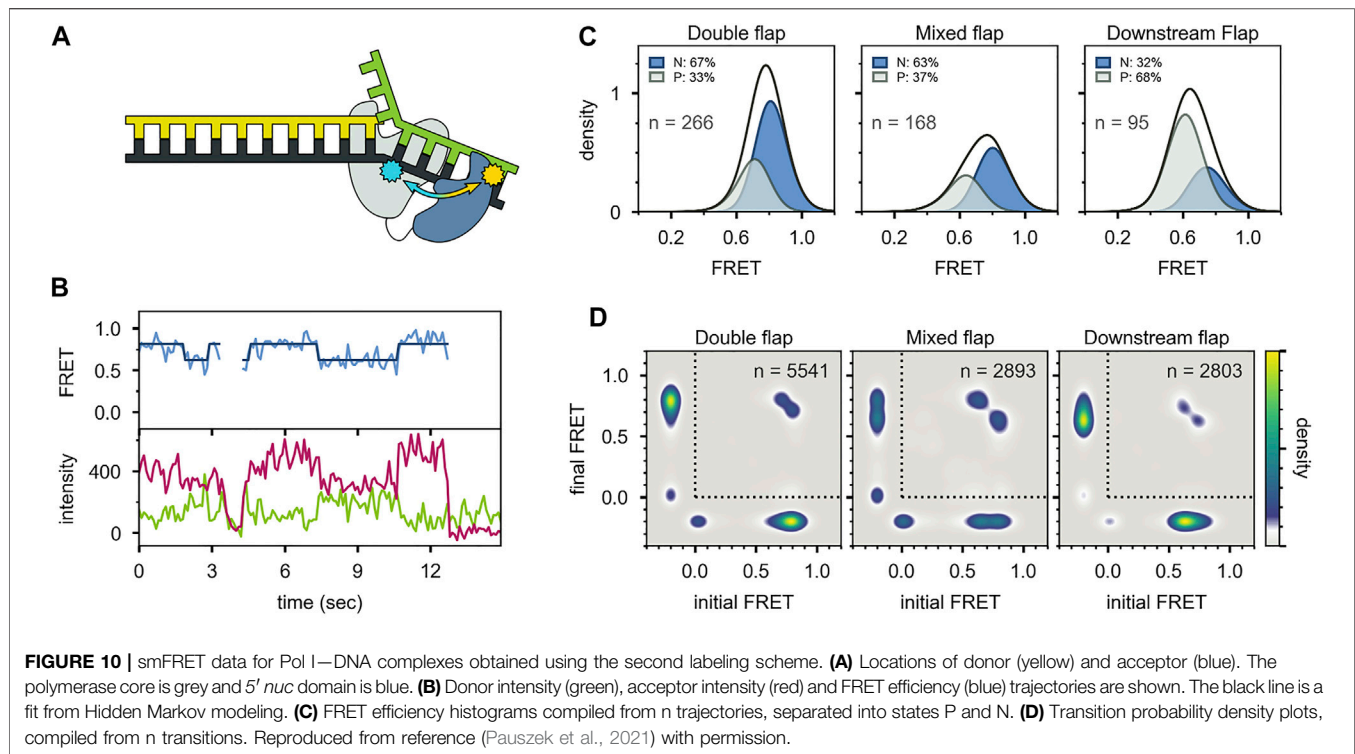 A
B
FRET
1.0
0.5
0.0
intensity
400
0
0
3
6
9
12
time (sec)
C
Double flap
Mixed flap
Downstream Flap
density
1
0
N: 67%
P: 33%
n = 266
N: 63%
P: 37%
n = 168
N: 32%
P: 68%
n = 95
0.2
0.6
1.0
0.2
0.6
1.0
0.2
0.6
1.0
FRET
FRET
FRET
D
Double flap
Mixed flap
Downstream flap
n = 5541
n = 2893
n = 2803
final FRET
1.0
0.5
0.0
0.0
0.5
1.0
0.0
0.5
1.0
0.0
0.5
1.0
initial FRET
initial FRET
initial FRET
density
FIGURE 10 | smFRET data for Pol I—DNA complexes obtained using the second labeling scheme. (A) Locations of donor (yellow) and acceptor (blue). The
polymerase core is grey and 5′ nuc domain is blue. (B) Donor intensity (green), acceptor intensity (red) and FRET efficiency (blue) trajectories are shown. The black line is a
fit from Hidden Markov modeling. (C) FRET efficiency histograms compiled from n trajectories, separated into states P and N. (D) Transition probability density plots,
compiled from n transitions. Reproduced from reference (Pauszek et al., 2021) with permission.